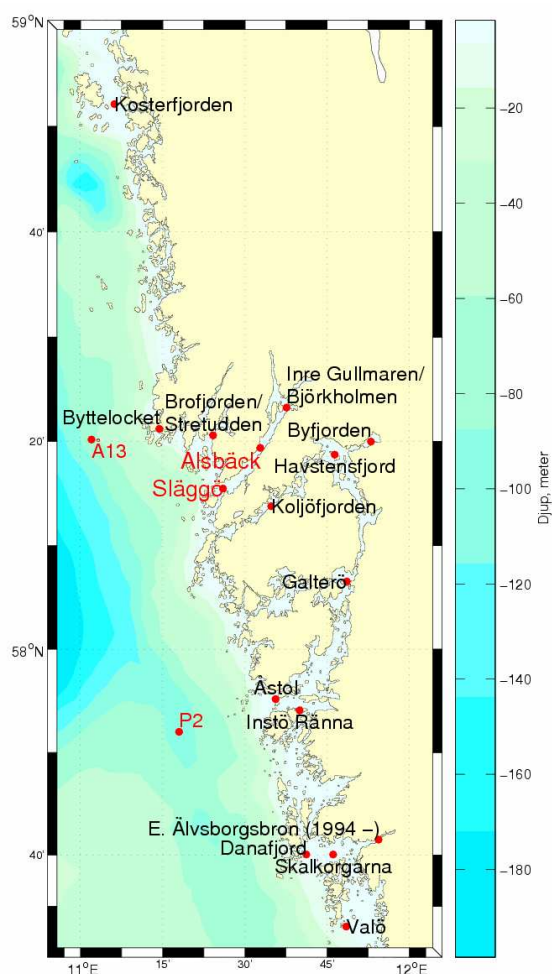 59°N
Kosterfjorden
40'
Inre Gullmaren/
Björkholmen
Brofjorden/
Stretudden
Byttelocket
Byfjorden
20'
A13
Alsbäck
Havstensfjord
Släggö
Koljöfjorden
Galterö
58°N
Åstol
P2
Instö Ränna
E. Älvsborgsbron (1994 –)
40'
Danafjord
Skalkorgarna
Valö
11°E
15'
30'
45'
12°E
−20
−40
−60
−80
−100
−120
−140
−160
−180
Djup, meter